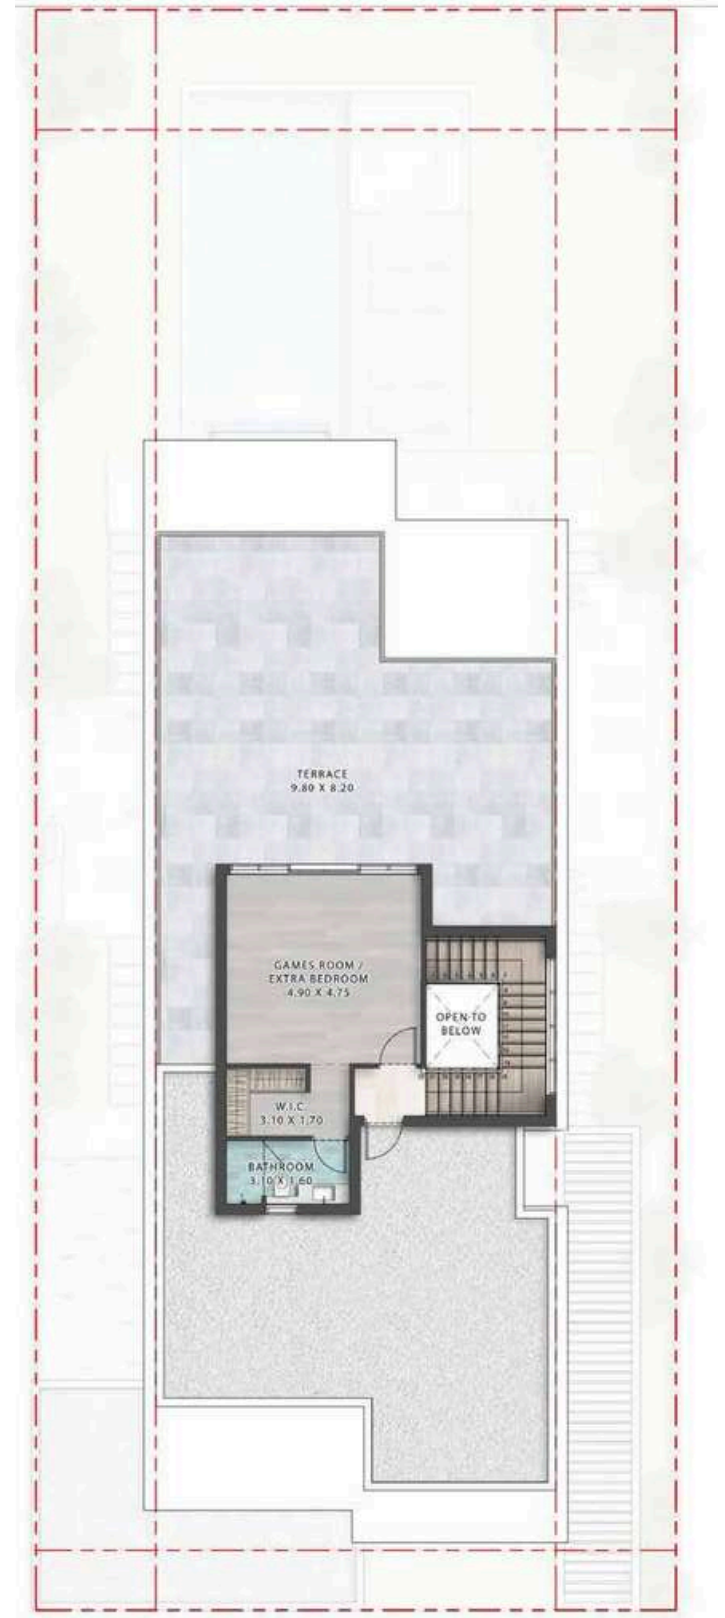 TERRACE
9.80 X 8.20
GAMES ROOM /
EXTRA BEDROOM
4.90 X 4.75
OPEN TO
BELOW
W.I.C.
3.10 X 1.70
BATHROOM
3.10 X 1.60